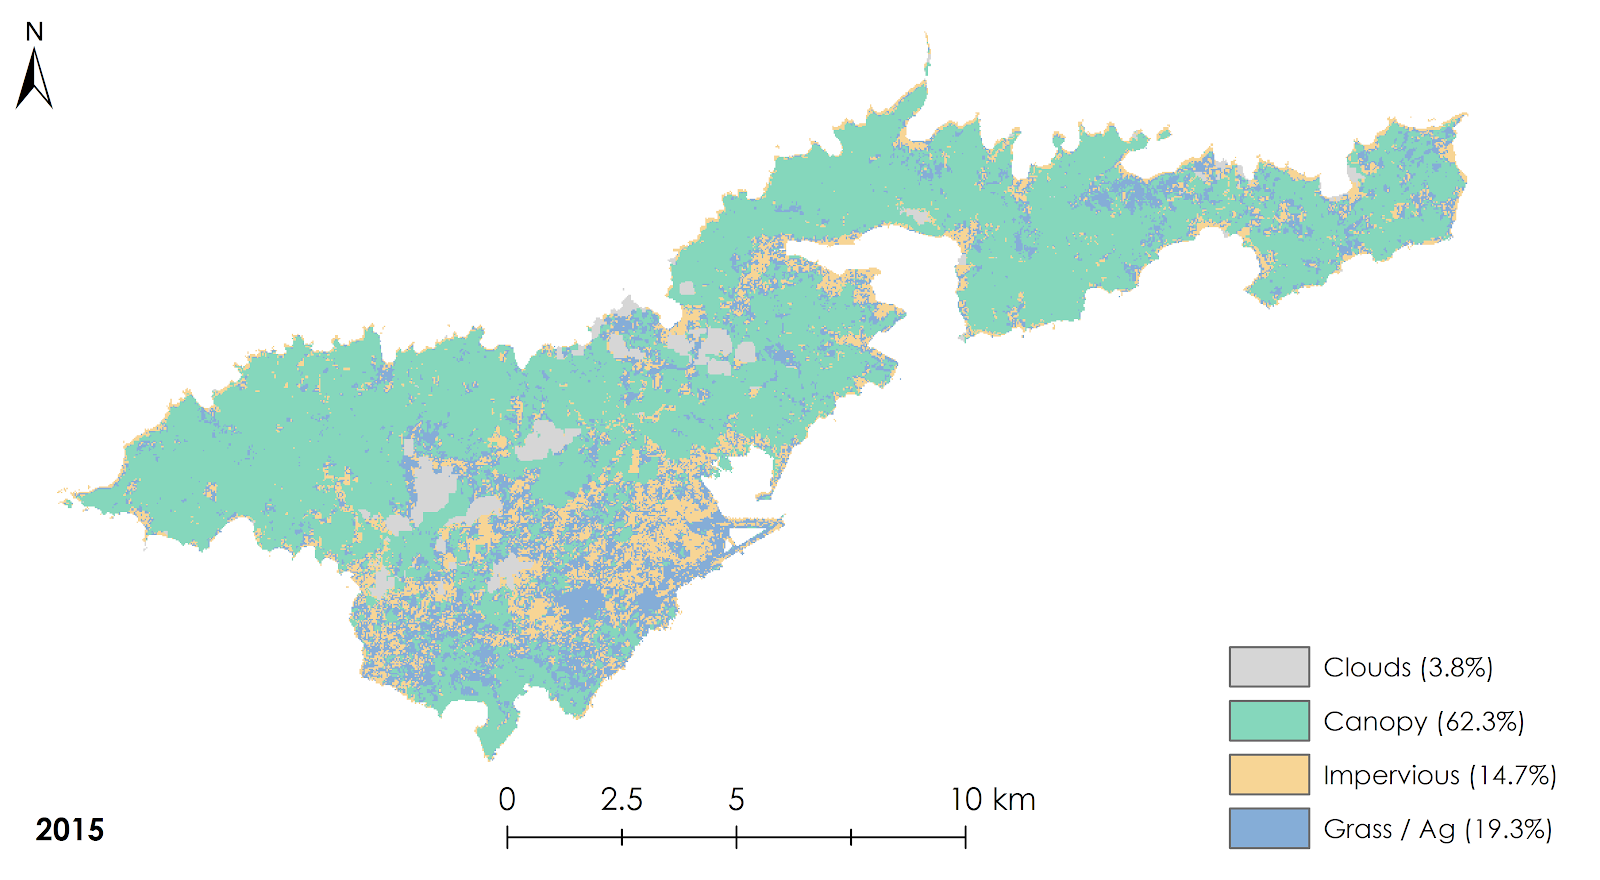 N
Clouds (3.8%)
Canopy (62.3%)
Impervious (14.7%)
Grass / Ag (19.3%)
0 2.5 5 10 km
2015